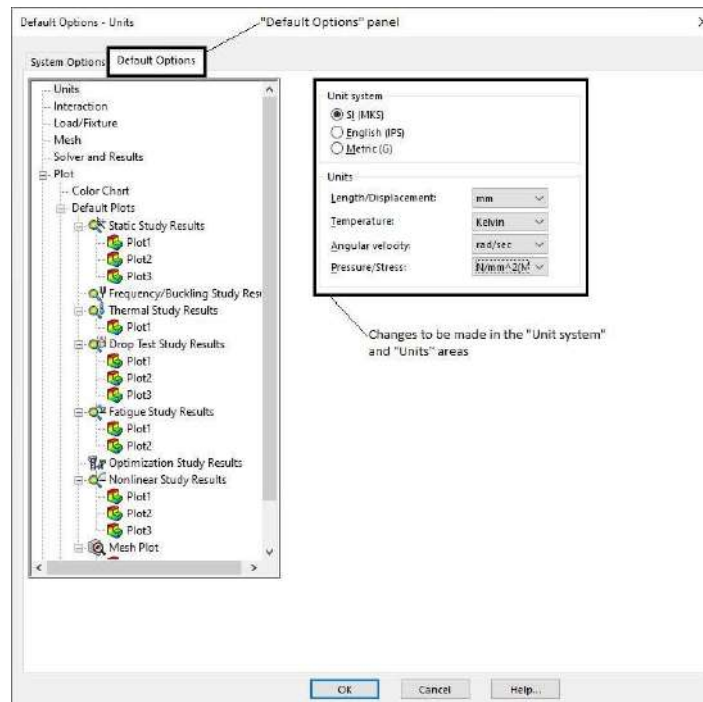 Default Options - Units
"Default Options" panel
System Options
Default Options
Units
Interaction
Load/Fixture
Mesh
Solver and Results
Plot
Color Chart
Default Plots
Static Study Results
Plot1
Plot2
Plot3
Frequency/Buckling Study Res
Thermal Study Results
Plot1
Drop Test Study Results
Plot1
Plot2
Plot3
Fatigue Study Results
Plot1
Plot2
Optimization Study Results
Nonlinear Study Results
Plot1
Plot2
Plot3
Mesh Plot
Unit system
SI (MKS)
English (IPS)
Metric (G)
Units
Length/Displacement: mm
Temperature: Kelvin
Angular velocity: rad/sec
Pressure/Stress: N/mm^2(M
Changes to be made in the "Unit system"
and "Units" areas
OK Cancel Help...